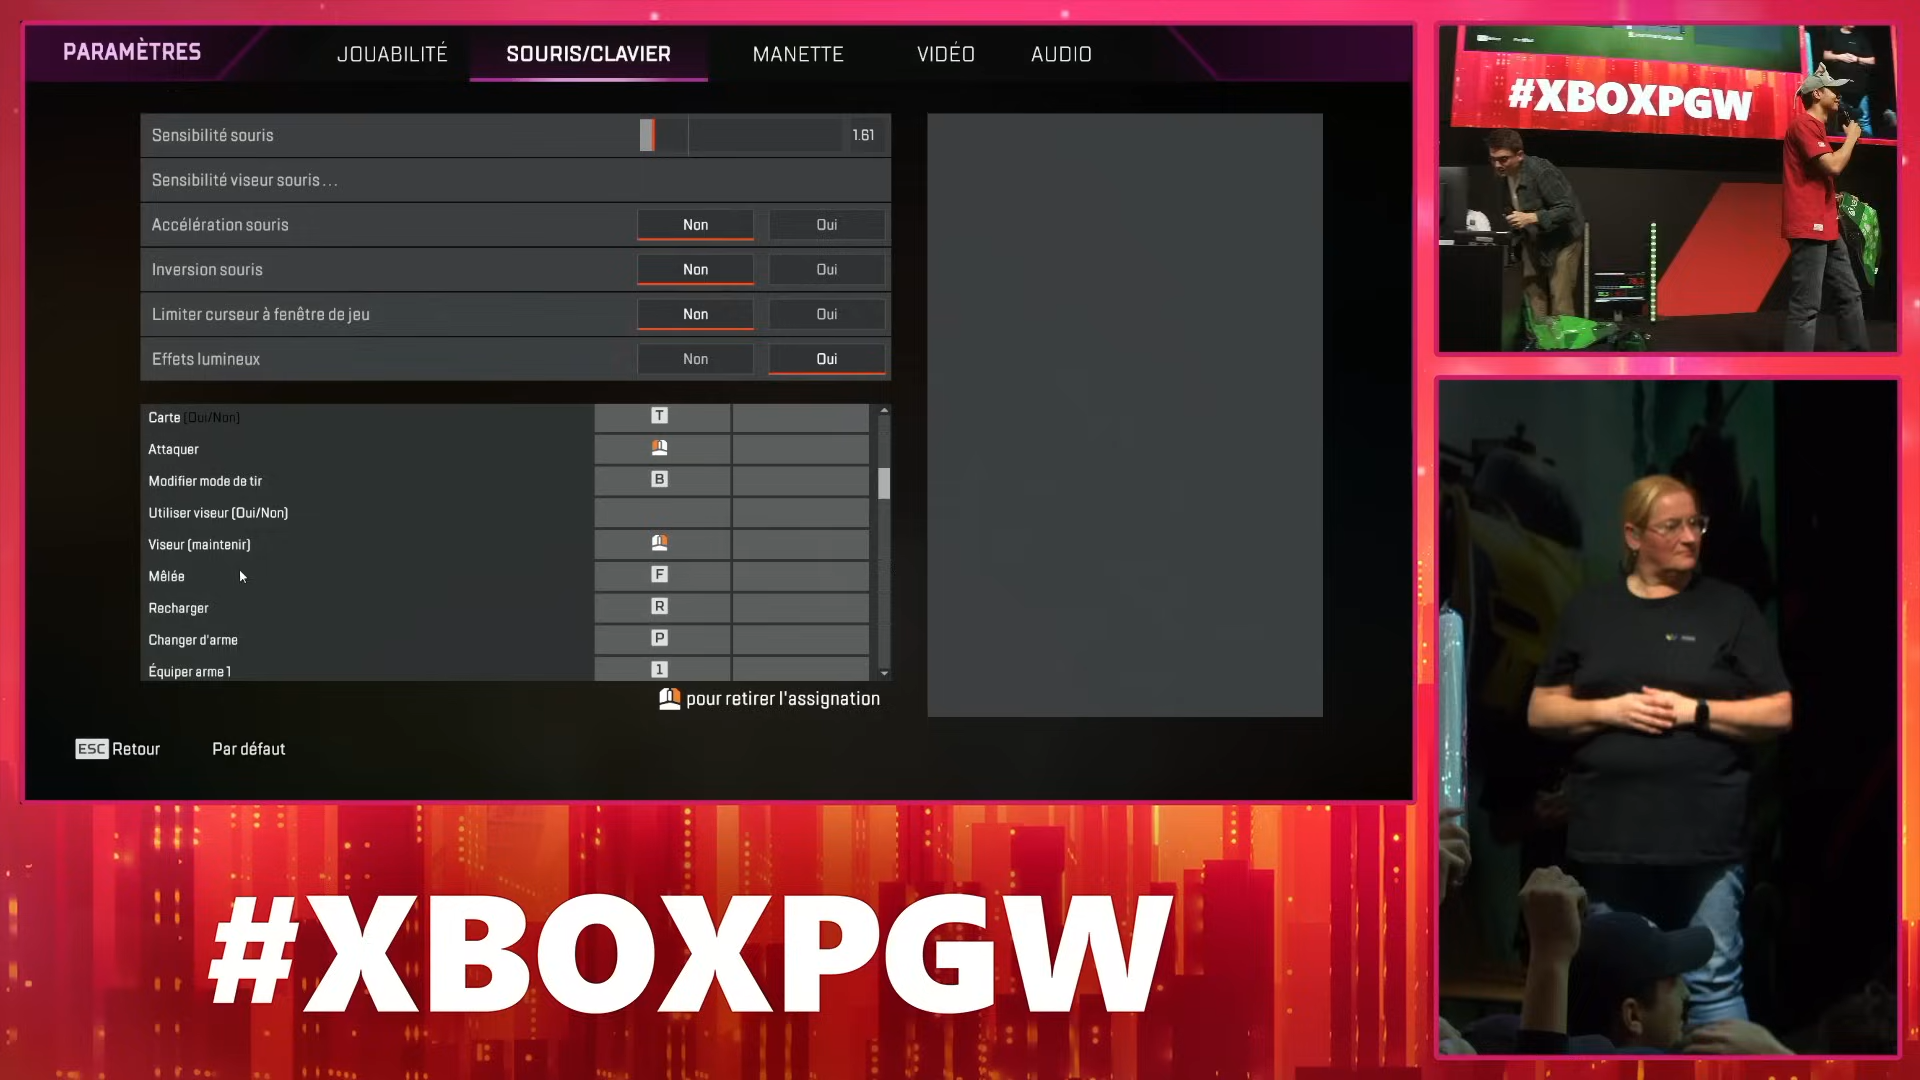 PARAMÈTRES
JOUABILITÉ
SOURIS/CLAVIER
MANETTE
VIDÉO
AUDIO
Sensibilité souris 1.61
Sensibilité viseur souris...
Accélération souris Non Oui
Inversion souris Non Oui
Limiter curseur à fenêtre de jeu Non Oui
Effets lumineux Non Oui
Carte (Oui/Non) T
Attaquer
Modifier mode de tir B
Utiliser viseur (Oui/Non)
Viseur (maintenir)
Mêlée F
Recharger R
Changer d'arme P
Équiper arme 1 1
pour retirer l'assignation
ESC Retour
Par défaut
#XBOXPGW
#XBOXPGW